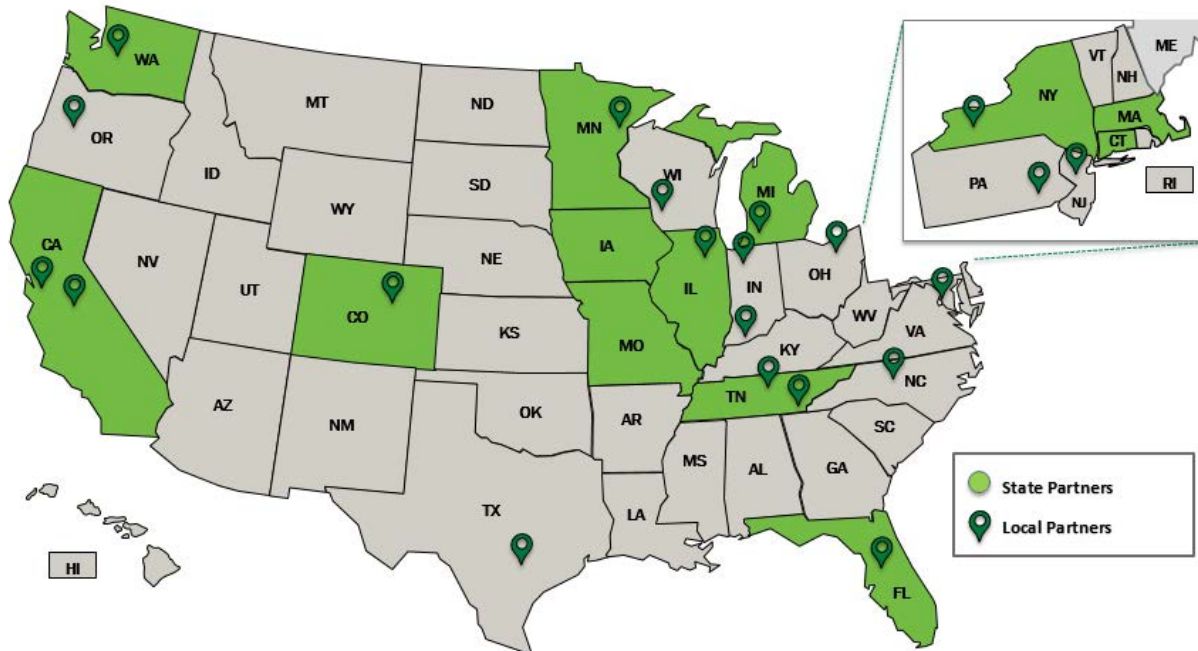 WA
MT
ND
MN
OR
ID
SD
WI
MI
WY
CA
NV
UT
CO
NE
IA
IL
IN
OH
KS
MO
KY
WV
VA
AZ
NM
OK
AR
TN
NC
SC
MS
AL
GA
TX
LA
FL
HI
VT
ME
NH
NY
MA
CT
PA
NJ
RI
State Partners
Local Partners